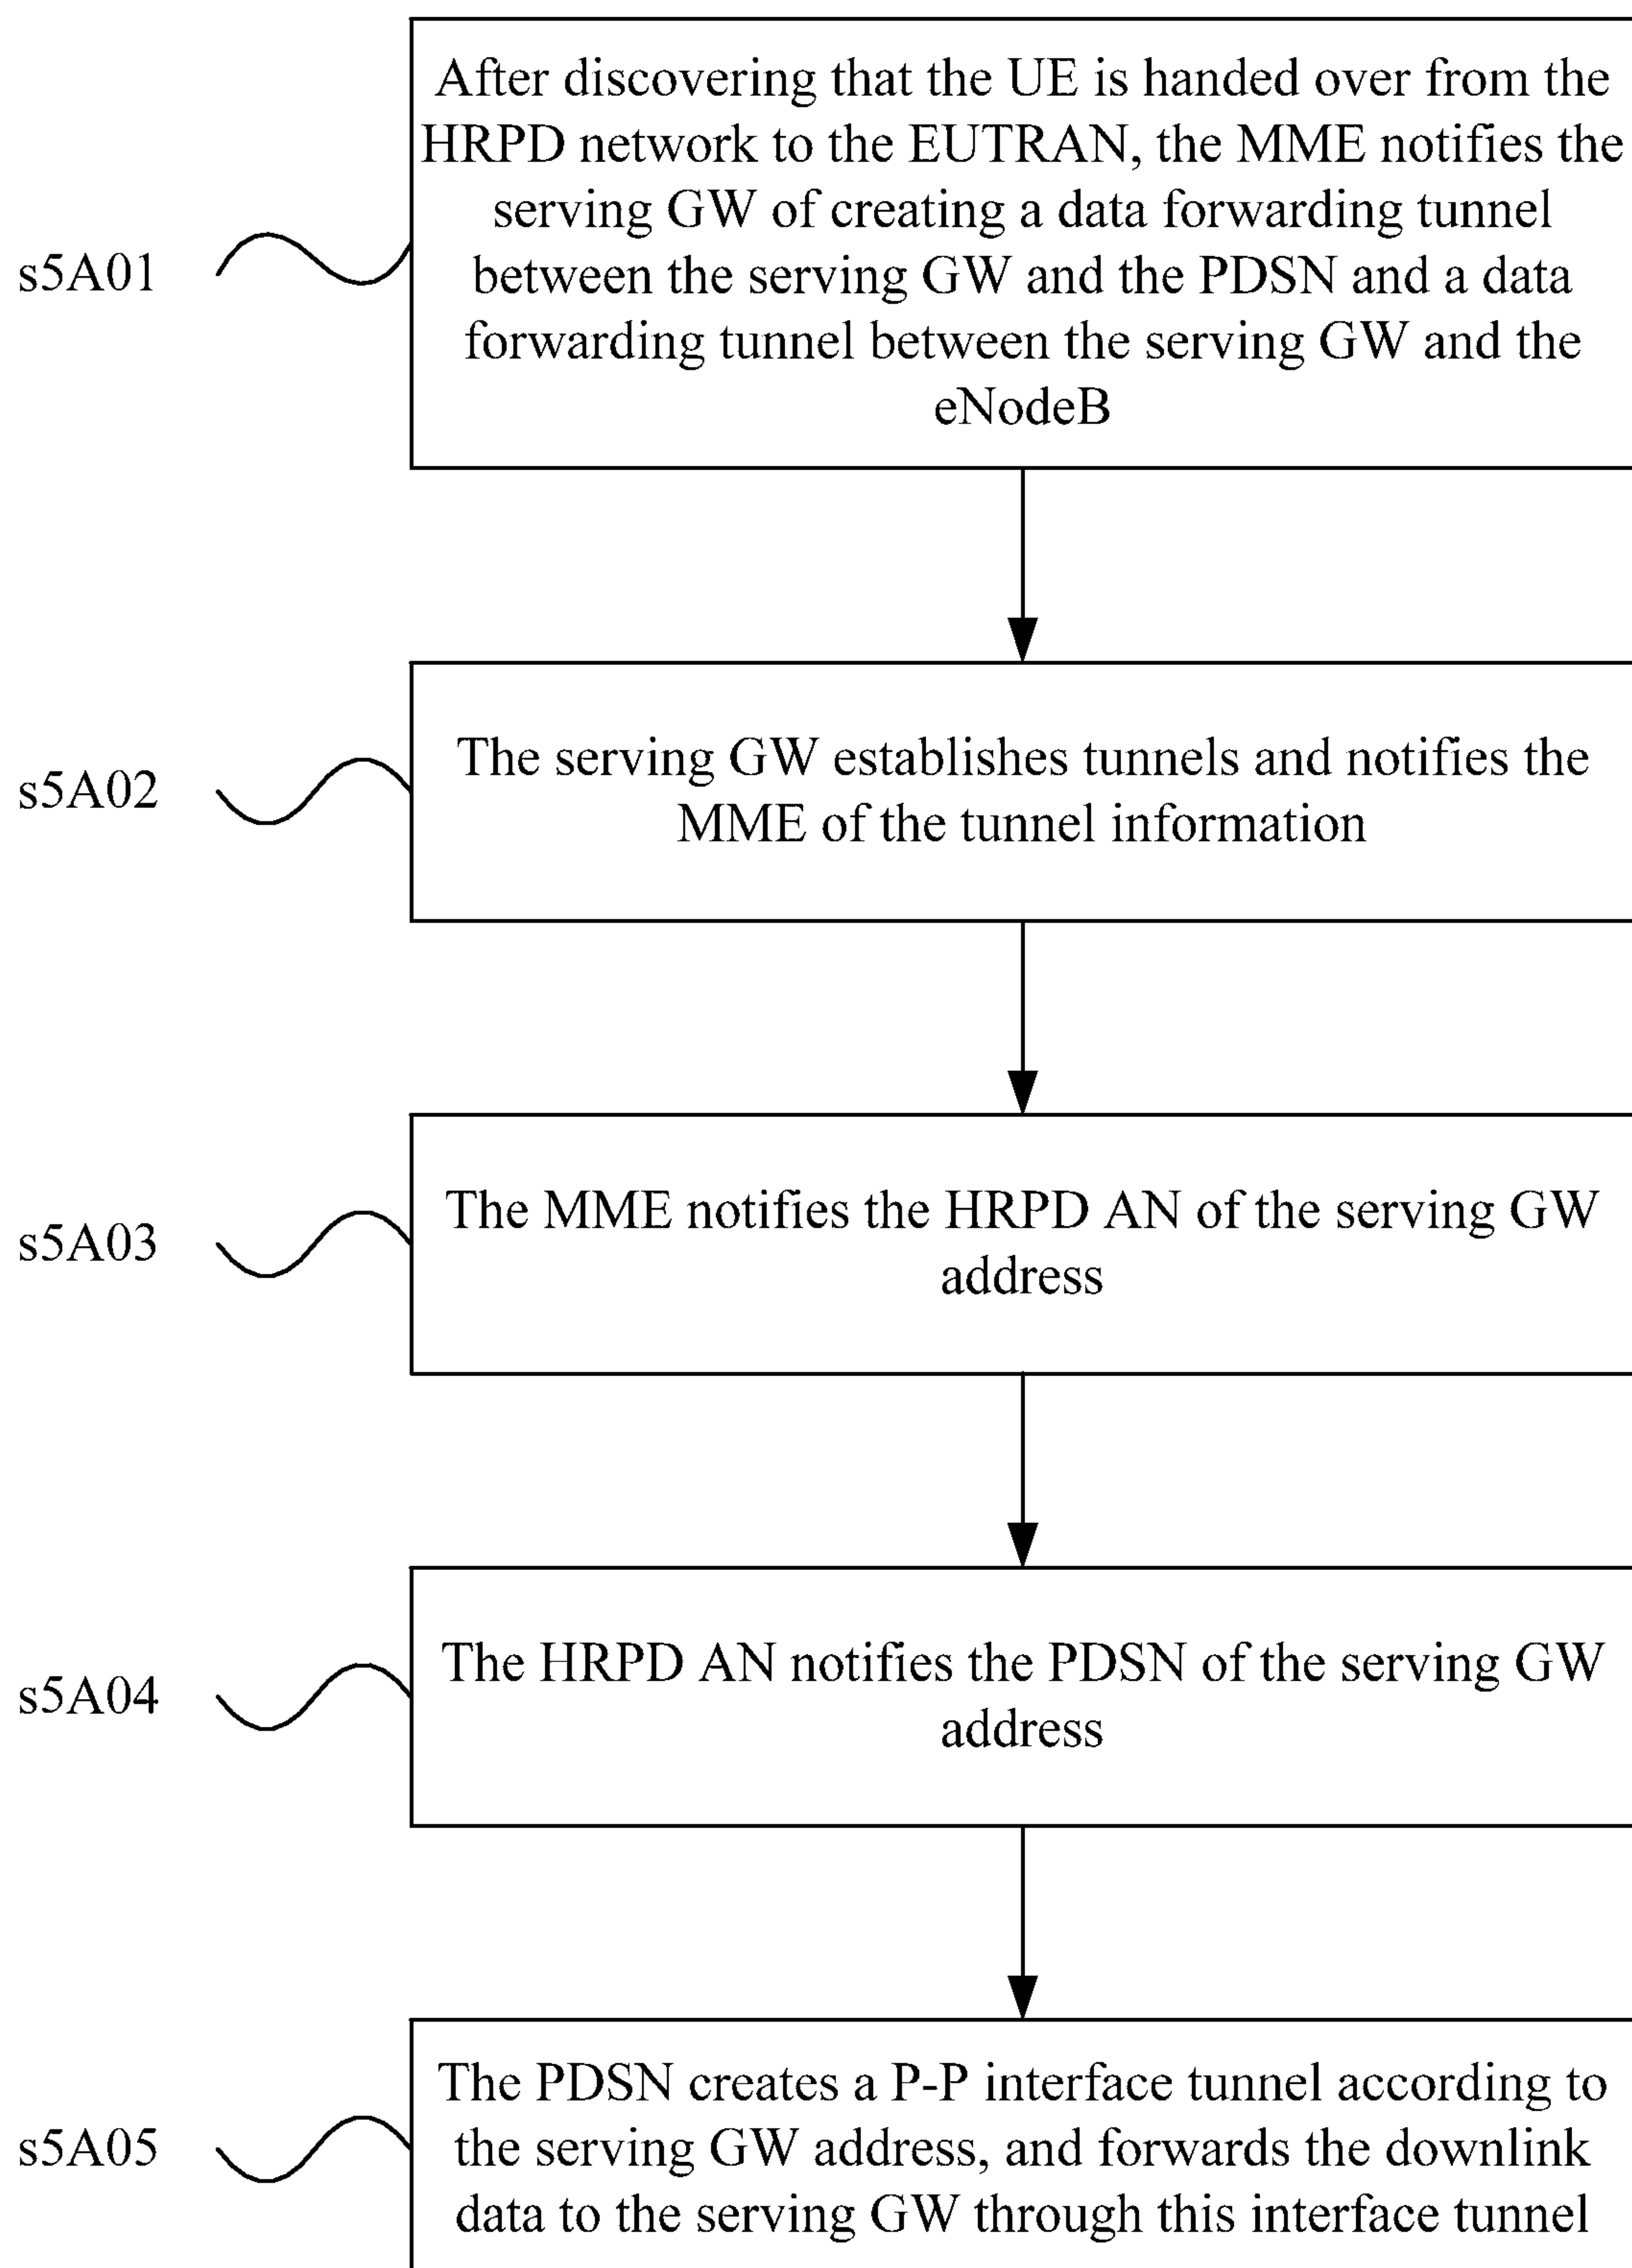 After discovering that the UE is handed over from the
HRPD network to the EUTRAN, the MME notifies the
serving GW of creating a data forwarding tunnel
s5A01
between the serving GW and the PDSN and a data
forwarding tunnel between the serving GW and the
eNodeB
s5A02
The serving GW establishes tunnels and notifies the
MME of the tunnel information
s5A03
The MME notifies the HRPD AN of the serving GW
address
s5A04
The HRPD AN notifies the PDSN of the serving GW
address
s5A05
The PDSN creates a P-P interface tunnel according to
the serving GW address, and forwards the downlink
data to the serving GW through this interface tunnel